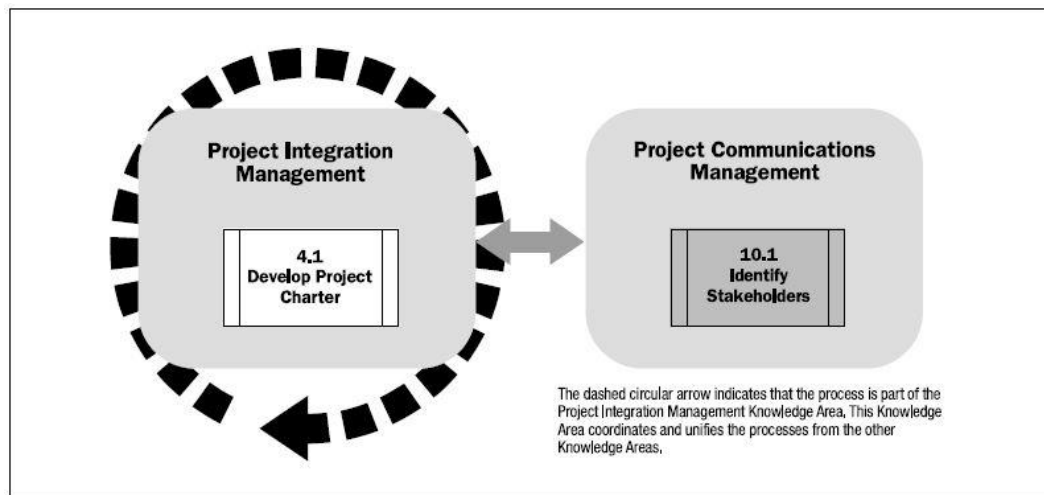 Project Integration
Management
4.1
Develop Project
Charter
Project Communications
Management
10.1
Identify
Stakeholders
The dashed circular arrow indicates that the process is part of the
Project Integration Management Knowledge Area. This Knowledge
Area coordinates and unifies the processes from the other
Knowledge Areas.